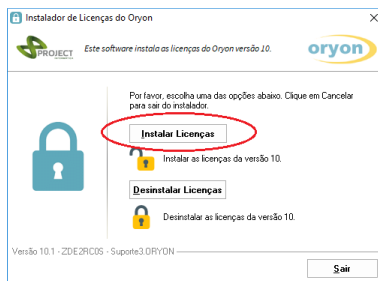 Instalador de Licenças do Oryon
PROJECT
Este software instala as licenças do Oryon versão 10.
oryon
Por favor, escolha uma das opções abaixo. Clique em Cancelar
para sair do instalador.
Instalar Licenças
Instalar as licenças da versão 10.
Desinstalar Licenças
Desinstalar as licenças da versão 10.
Versão 10.1 - ZDE2RC0S - Suporte3.ORYON
Sair